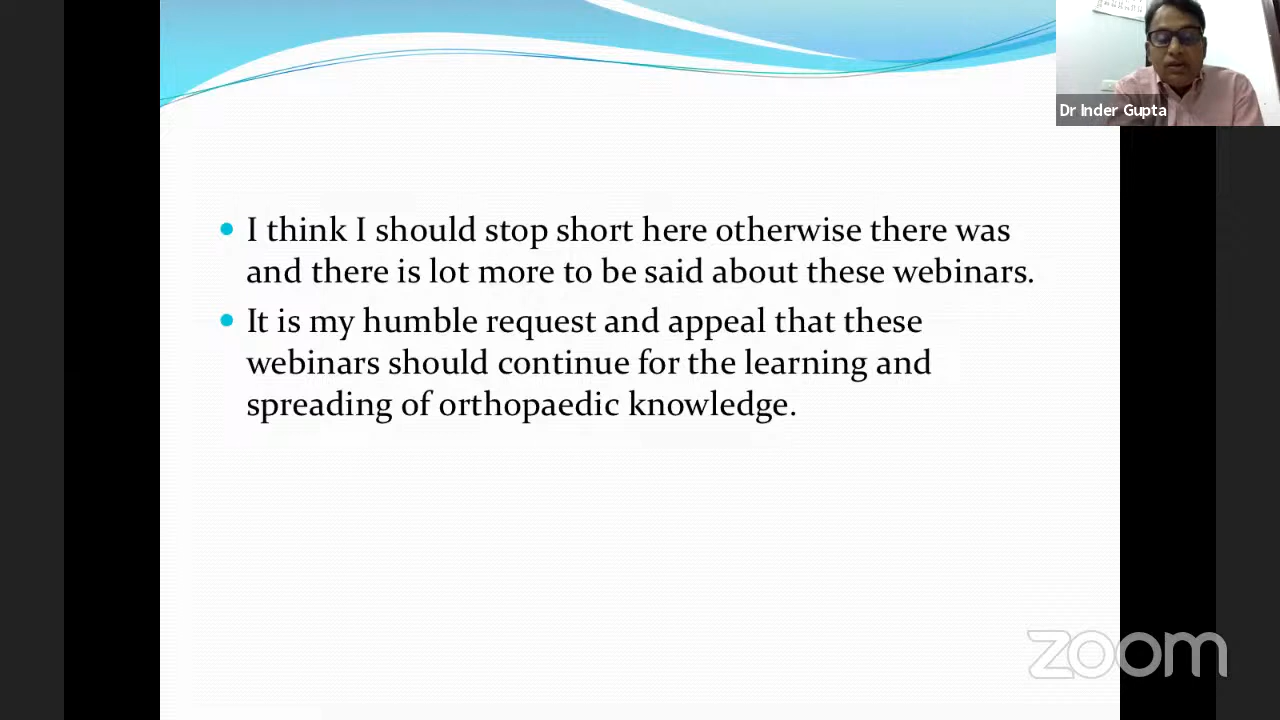 Dr Inder Gupta
I think I should stop short here otherwise there was
and there is lot more to be said about these webinars.
It is my humble request and appeal that these
webinars should continue for the learning and
spreading of orthopaedic knowledge.
zoom